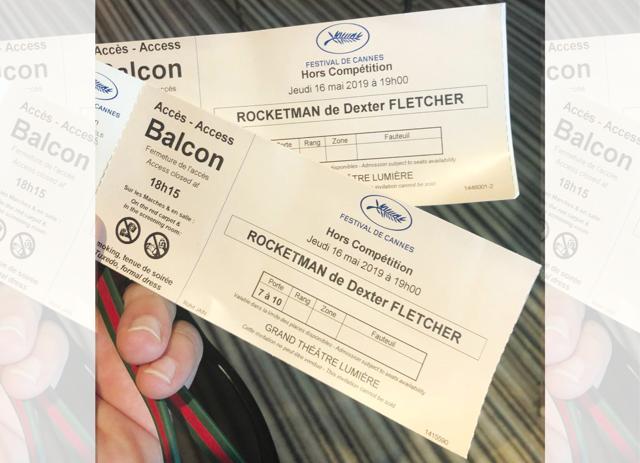 Accès - Access
Balcon
FESTIVAL DE CANNES
Hors Compétition
Jeudi 16 mai 2019 à 19h00
ROCKETMAN de Dexter FLETCHER
Porte Rang Zone Fauteuil
disponibles - Admission subject to seats availability
THÉÂTRE LUMIÈRE
invitation cannot be sold
1446001-2
CANNES
Accès - Access
Balcon
Fermeture de l'accès
Access closed at
18h15
Sur les Marches & en salle :
On the red carpet &
in the screening room:
smoking, tenue de soirée
Tuxedo, formal dress
FESTIVAL DE CANNES
Hors Compétition
Jeudi 16 mai 2019 à 19h00
ROCKETMAN de Dexter FLETCHER
Porte Rang Zone Fauteuil
7 à 10
Valable dans la limite des places disponibles - Admission subject to seats availability
GRAND THÉÂTRE LUMIÈRE
Cette invitation ne peut être vendue - This invitation cannot be sold
1415590